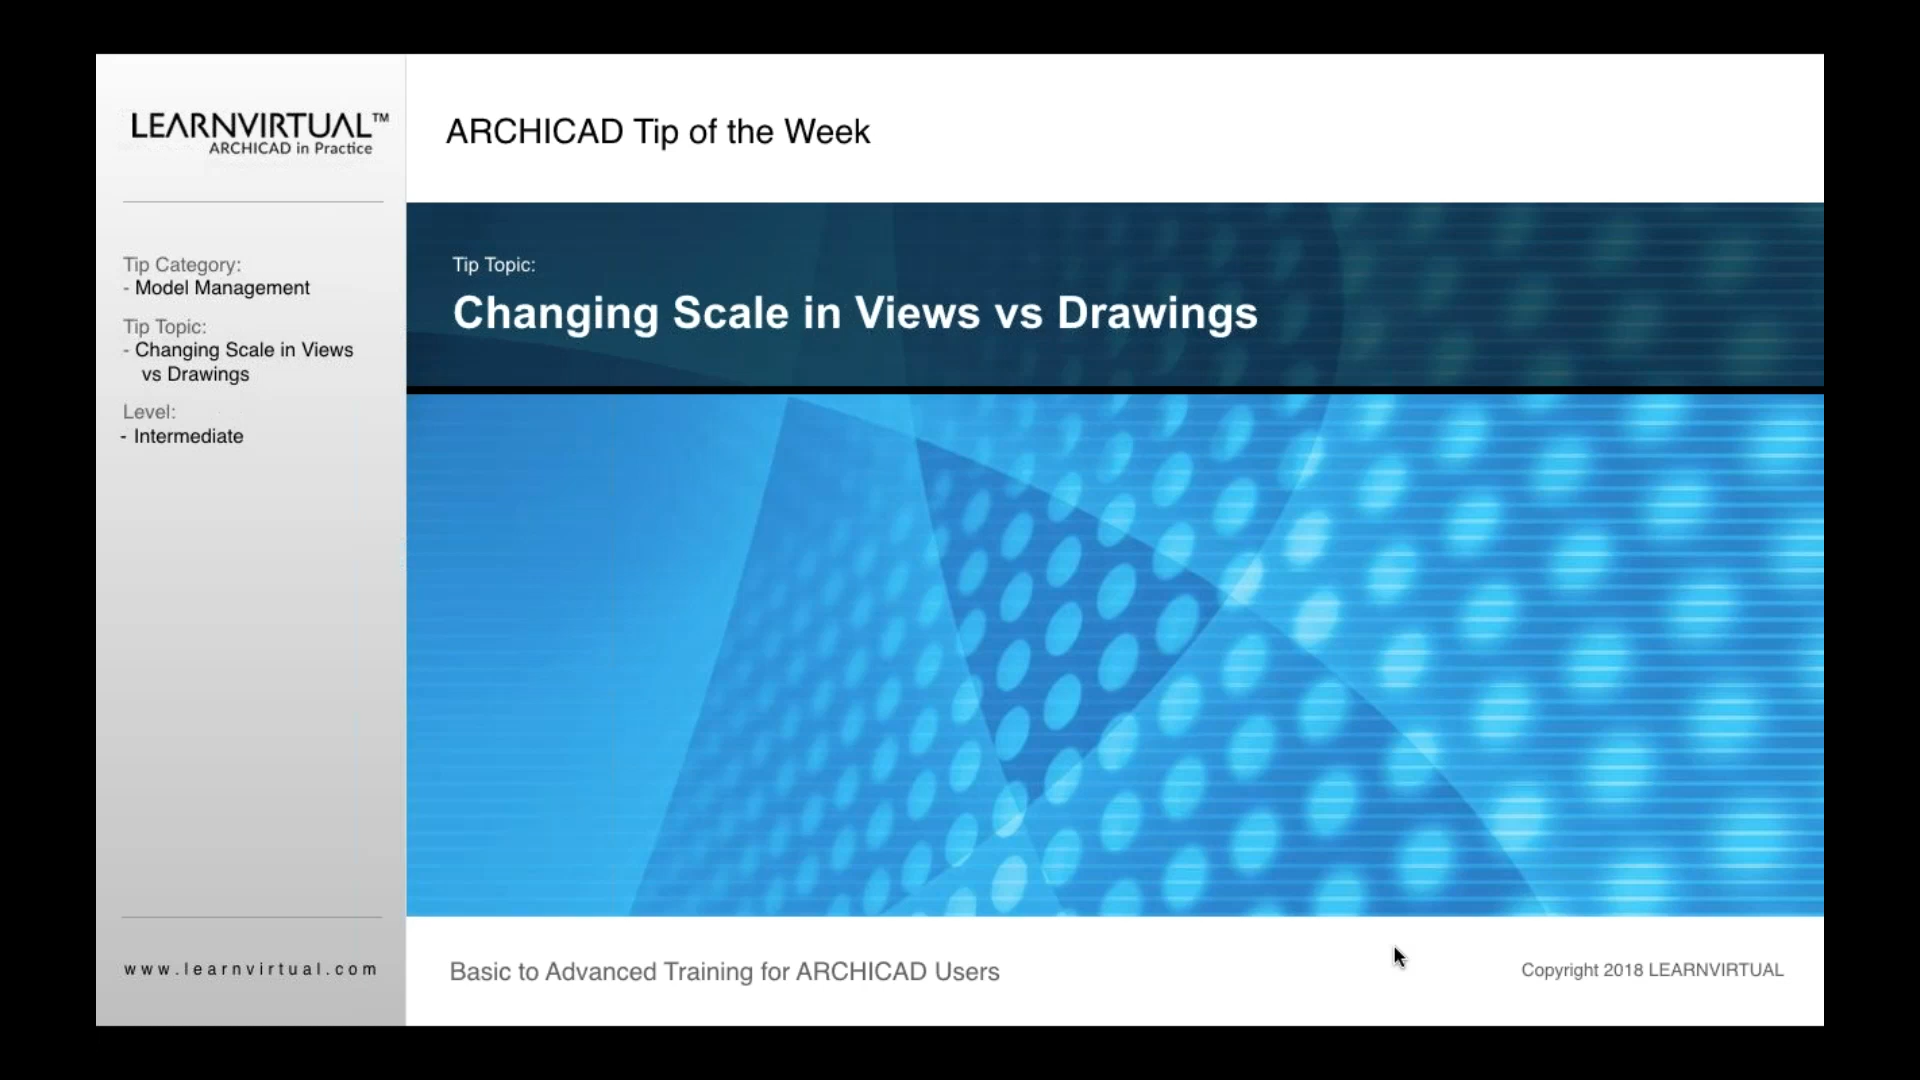 LEARNVIRTUAL™
ARCHICAD in Practice
Tip Category:
- Model Management
Tip Topic:
- Changing Scale in Views
vs Drawings
Level:
- Intermediate
www.learnvirtual.com
ARCHICAD Tip of the Week
Tip Topic:
Changing Scale in Views vs Drawings
Basic to Advanced Training for ARCHICAD Users
Copyright 2018 LEARNVIRTUAL